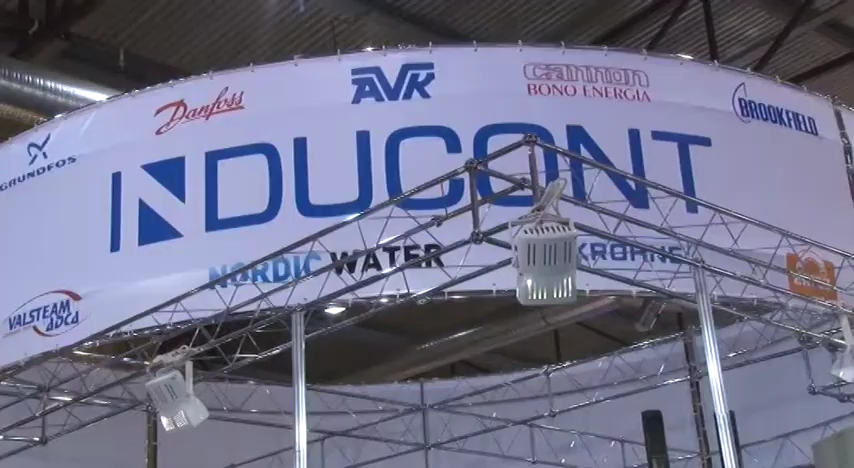 Danfoss
AVK
cannon
BONO ENERGIA
BROOKFIELD
GRUNDFOS
INDUCONT
NORDIC WATER
KROHNE
VALSTEAM
ADCA